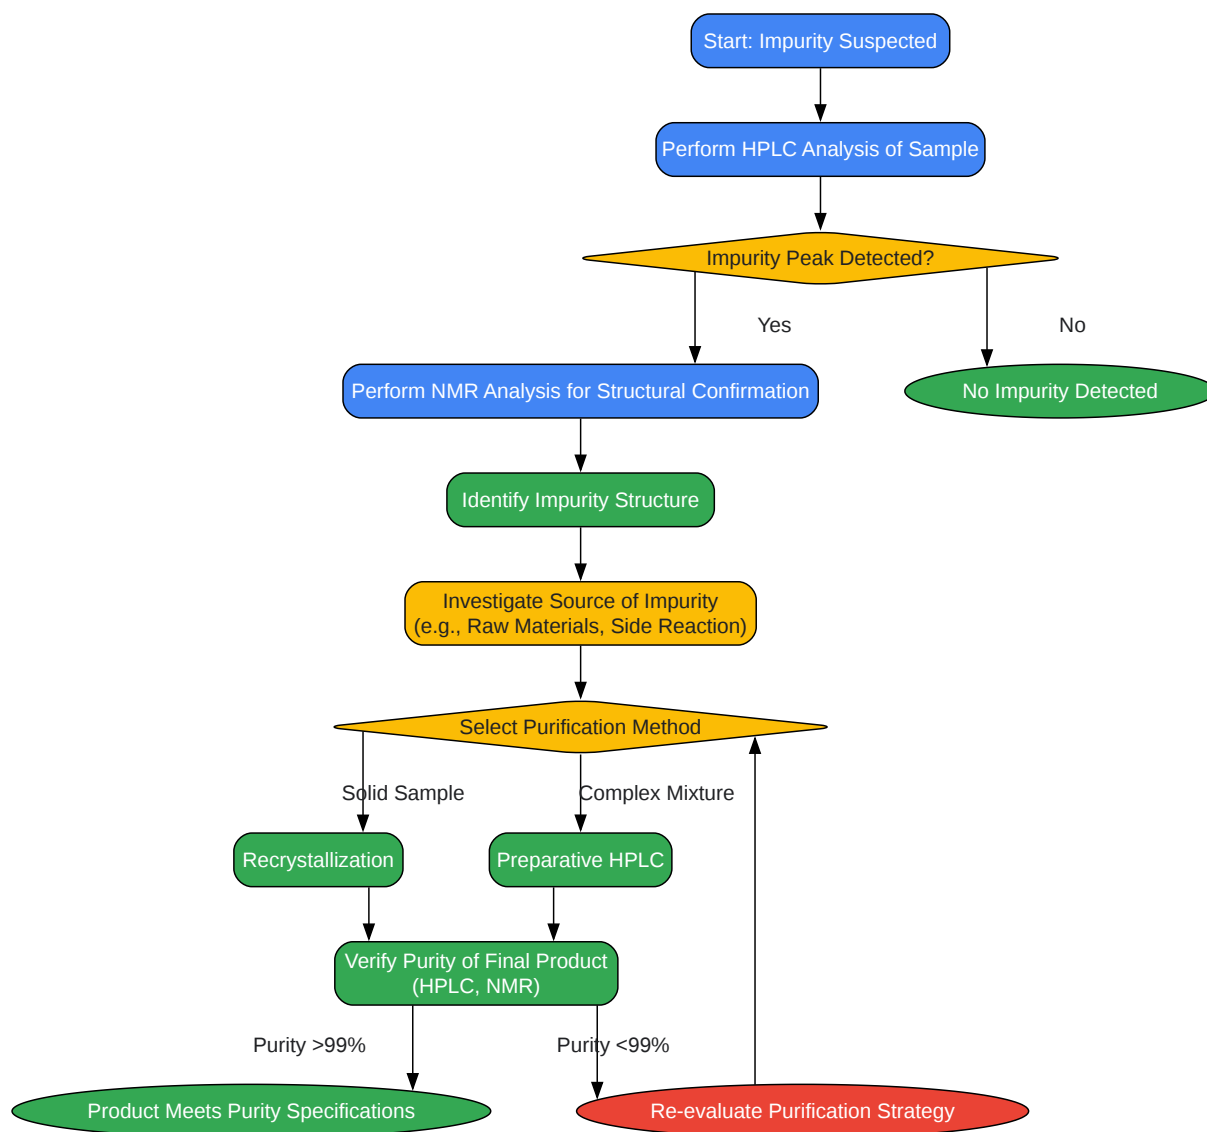 Start: Impurity Suspected
Perform HPLC Analysis of Sample
Impurity Peak Detected?
Yes
No
Perform NMR Analysis for Structural Confirmation
No Impurity Detected
Identify Impurity Structure
Investigate Source of Impurity
(e.g., Raw Materials, Side Reaction)
Select Purification Method
Solid Sample
Complex Mixture
Recrystallization
Preparative HPLC
Verify Purity of Final Product
(HPLC, NMR)
Purity >99%
Purity <99%
Product Meets Purity Specifications
Re-evaluate Purification Strategy